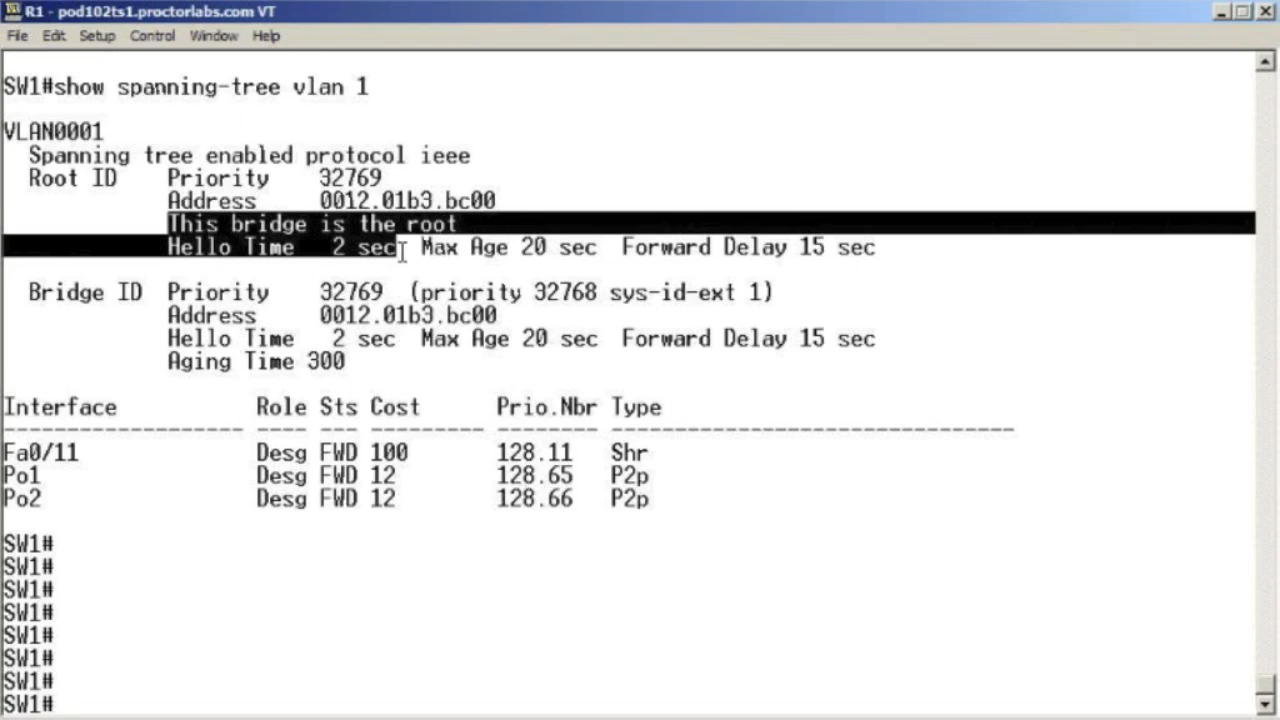 R1 - pod102ts1.proctorlabs.com VT
File Edit Setup Control Window Help
SW1#show spanning-tree vlan 1
VLAN0001
Spanning tree enabled protocol ieee
Root ID Priority 32769
Address 0012.01b3.bc00
This bridge is the root
Hello Time 2 sec Max Age 20 sec Forward Delay 15 sec
Bridge ID Priority 32769 (priority 32768 sys-id-ext 1)
Address 0012.01b3.bc00
Hello Time 2 sec Max Age 20 sec Forward Delay 15 sec
Aging Time 300
Interface Role Sts Cost Prio.Nbr Type
------------------- ---- --- --------- -------- --------------------------------
Fa0/11 Desg FWD 100 128.11 Shr
Po1 Desg FWD 12 128.65 P2p
Po2 Desg FWD 12 128.66 P2p
SW1#
SW1#
SW1#
SW1#
SW1#
SW1#
SW1#
SW1#